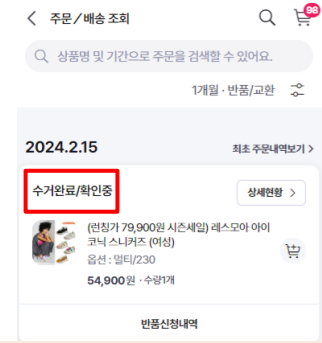 주문/배송 조회
98
상품명 및 기간으로 주문을 검색할 수 있어요.
1개월 · 반품/교환
2024.2.15
최초 주문내역보기 >
수거완료/확인중
상세현황 >
(런칭가 79,900원 시즌세일) 레스모아 아이
코닉 스니커즈 (여성)
옵션 : 멀티/230
54,900원 · 수량1개
반품신청내역